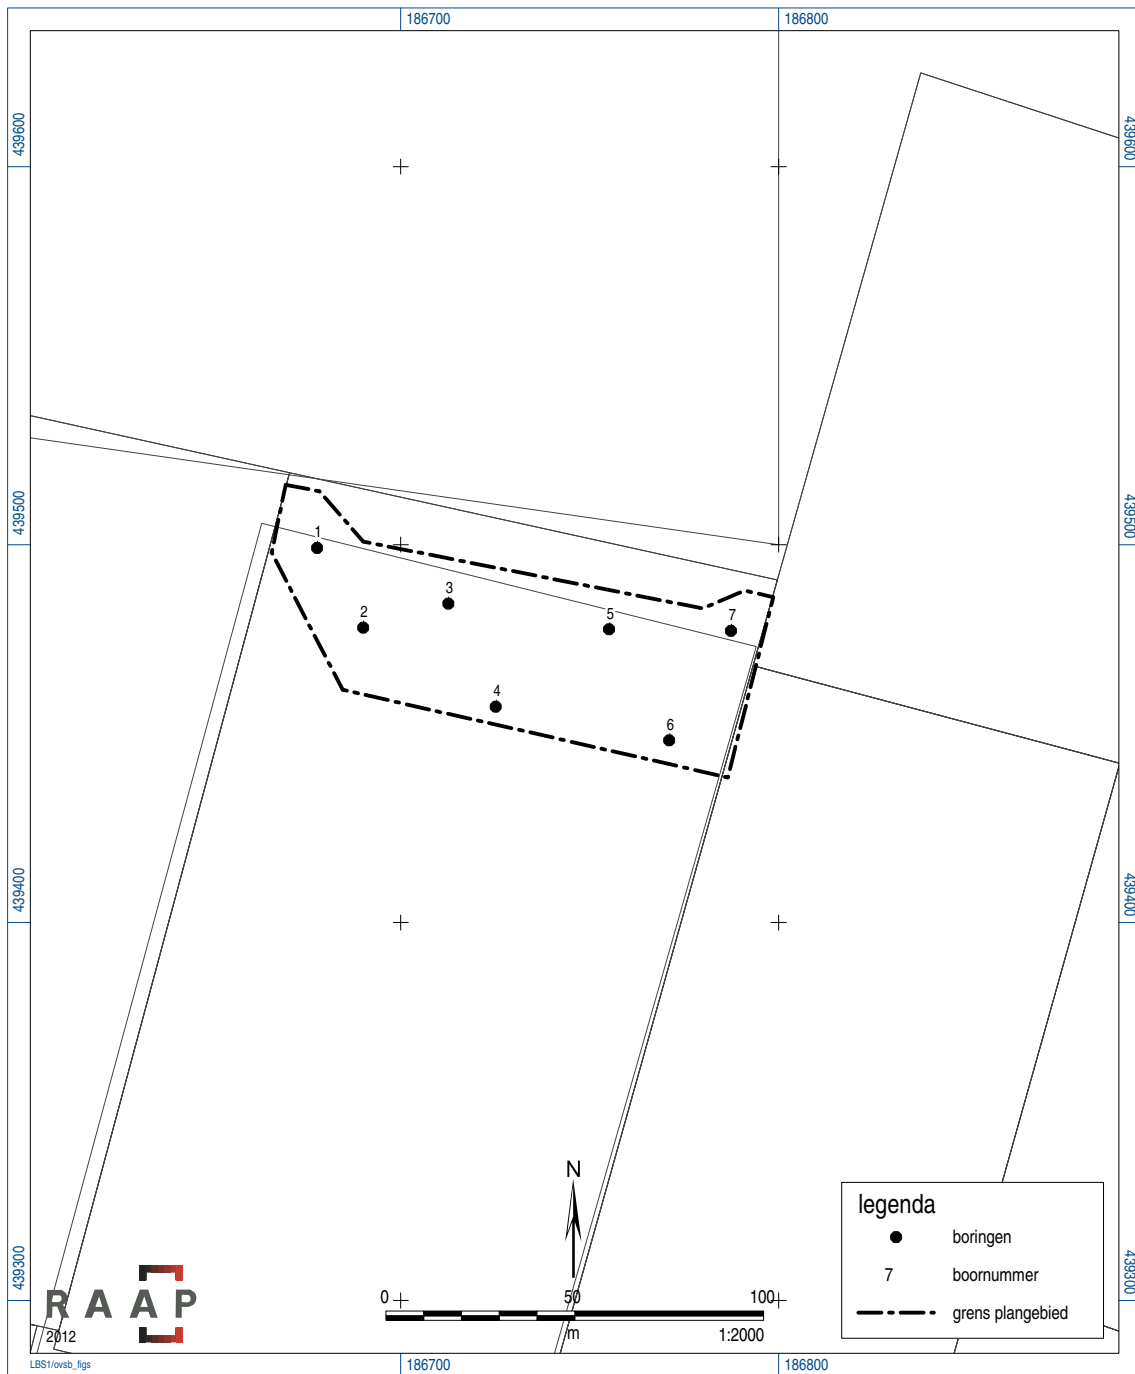 186700 186800
439600 439600
439500 439500
1
3
2
5
7
4
6
439400 439400
N
legenda
boringen
7 boornummer
grens plangebied
439300 439300
RAAP
2012
0 50 100
m 1:2000
LBS1/ovsb_figs
186700 186800